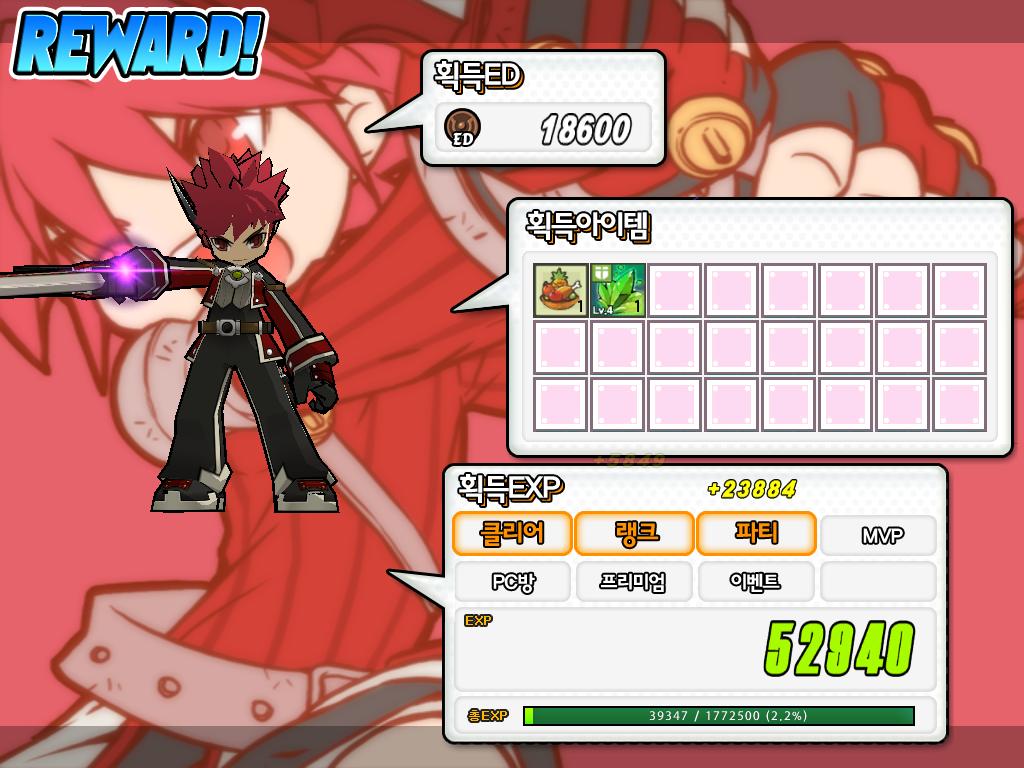 REWARD!
획득ED
ED
18600
획득아이템
1
Lv.4 1
+5849
획득EXP
+23884
클리어 랭크 파티 MVP
PC방 프리미엄 이벤트
EXP
52940
총EXP
39347 / 1772500 (2.2%)